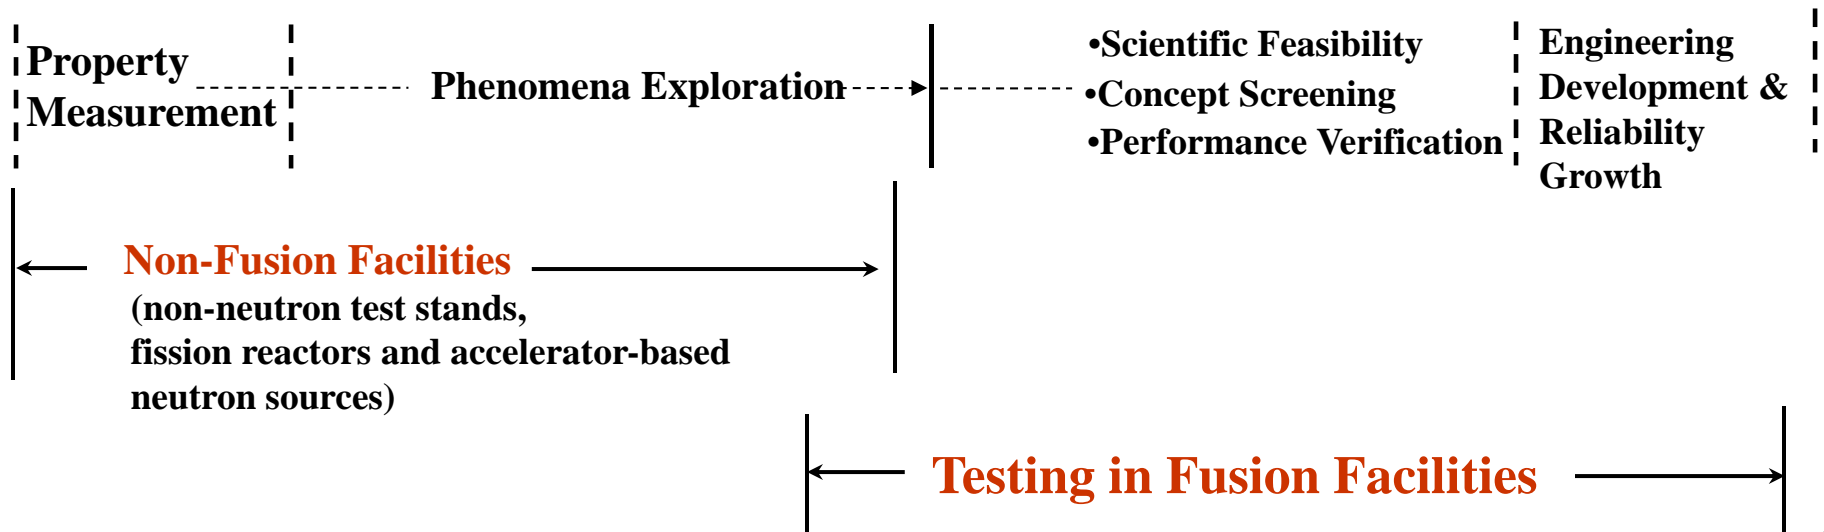 Property
Measurement
Phenomena Exploration
•Scientific Feasibility
•Concept Screening
•Performance Verification
Engineering
Development &
Reliability
Growth
Non-Fusion Facilities
(non-neutron test stands,
fission reactors and accelerator-based
neutron sources)
Testing in Fusion Facilities